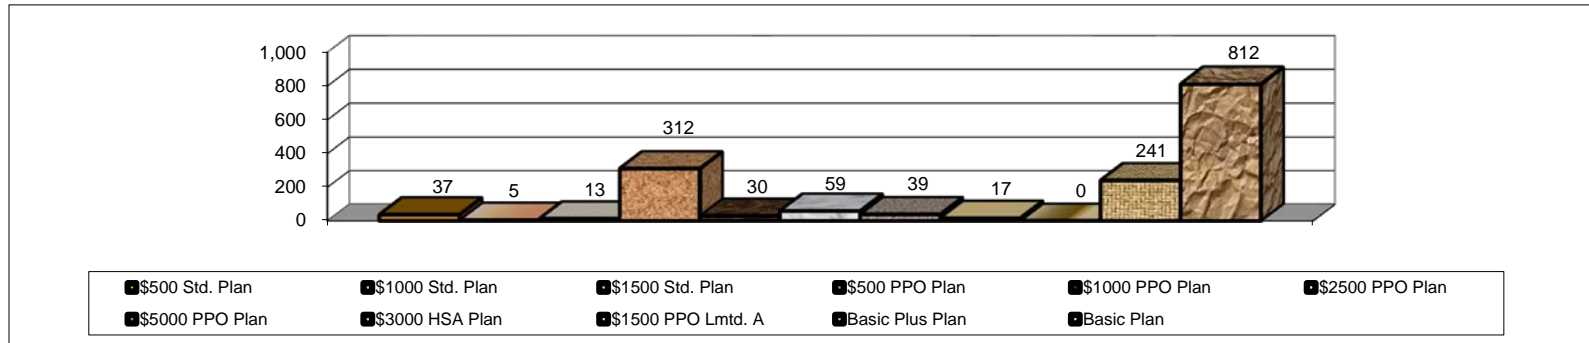 1,000
800
600
400
200
0
37
5
13
312
30
59
39
17
0
241
812
$500 Std. Plan
$1000 Std. Plan
$1500 Std. Plan
$500 PPO Plan
$1000 PPO Plan
$2500 PPO Plan
$5000 PPO Plan
$3000 HSA Plan
$1500 PPO Lmtd. A
Basic Plus Plan
Basic Plan